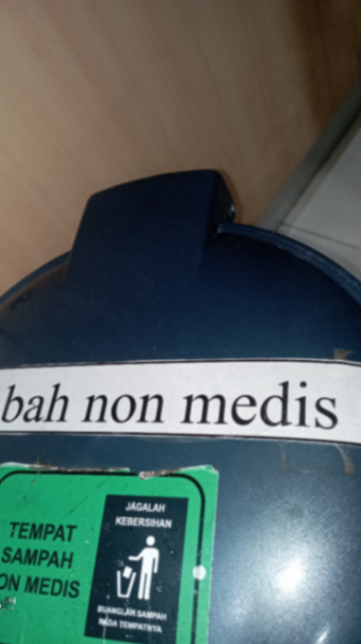 bah non medis
TEMPAT
SAMPAH
ON MEDIS
JAGALAH
KEBERSIHAN
BUANGLAH SAMPAH
PADA TEMPATNYA